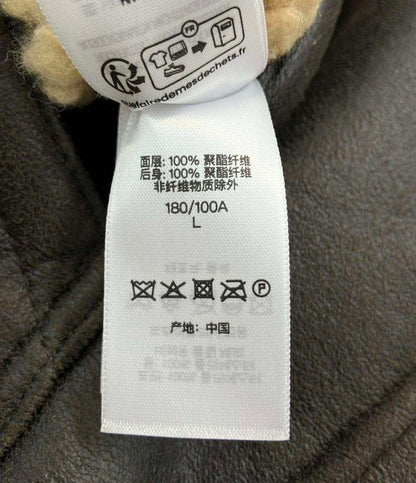 FR
quefairedemesdechets.fr
面层: 100% 聚酯纤维
后身: 100% 聚酯纤维
非纤维物质除外
180/100A
L
P
产地: 中国